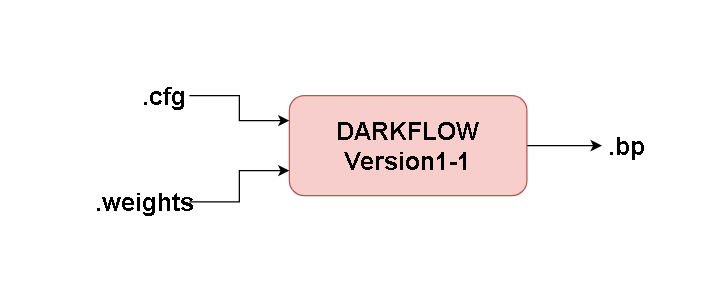 .cfg
DARKFLOW
Version1-1
.bp
.weights